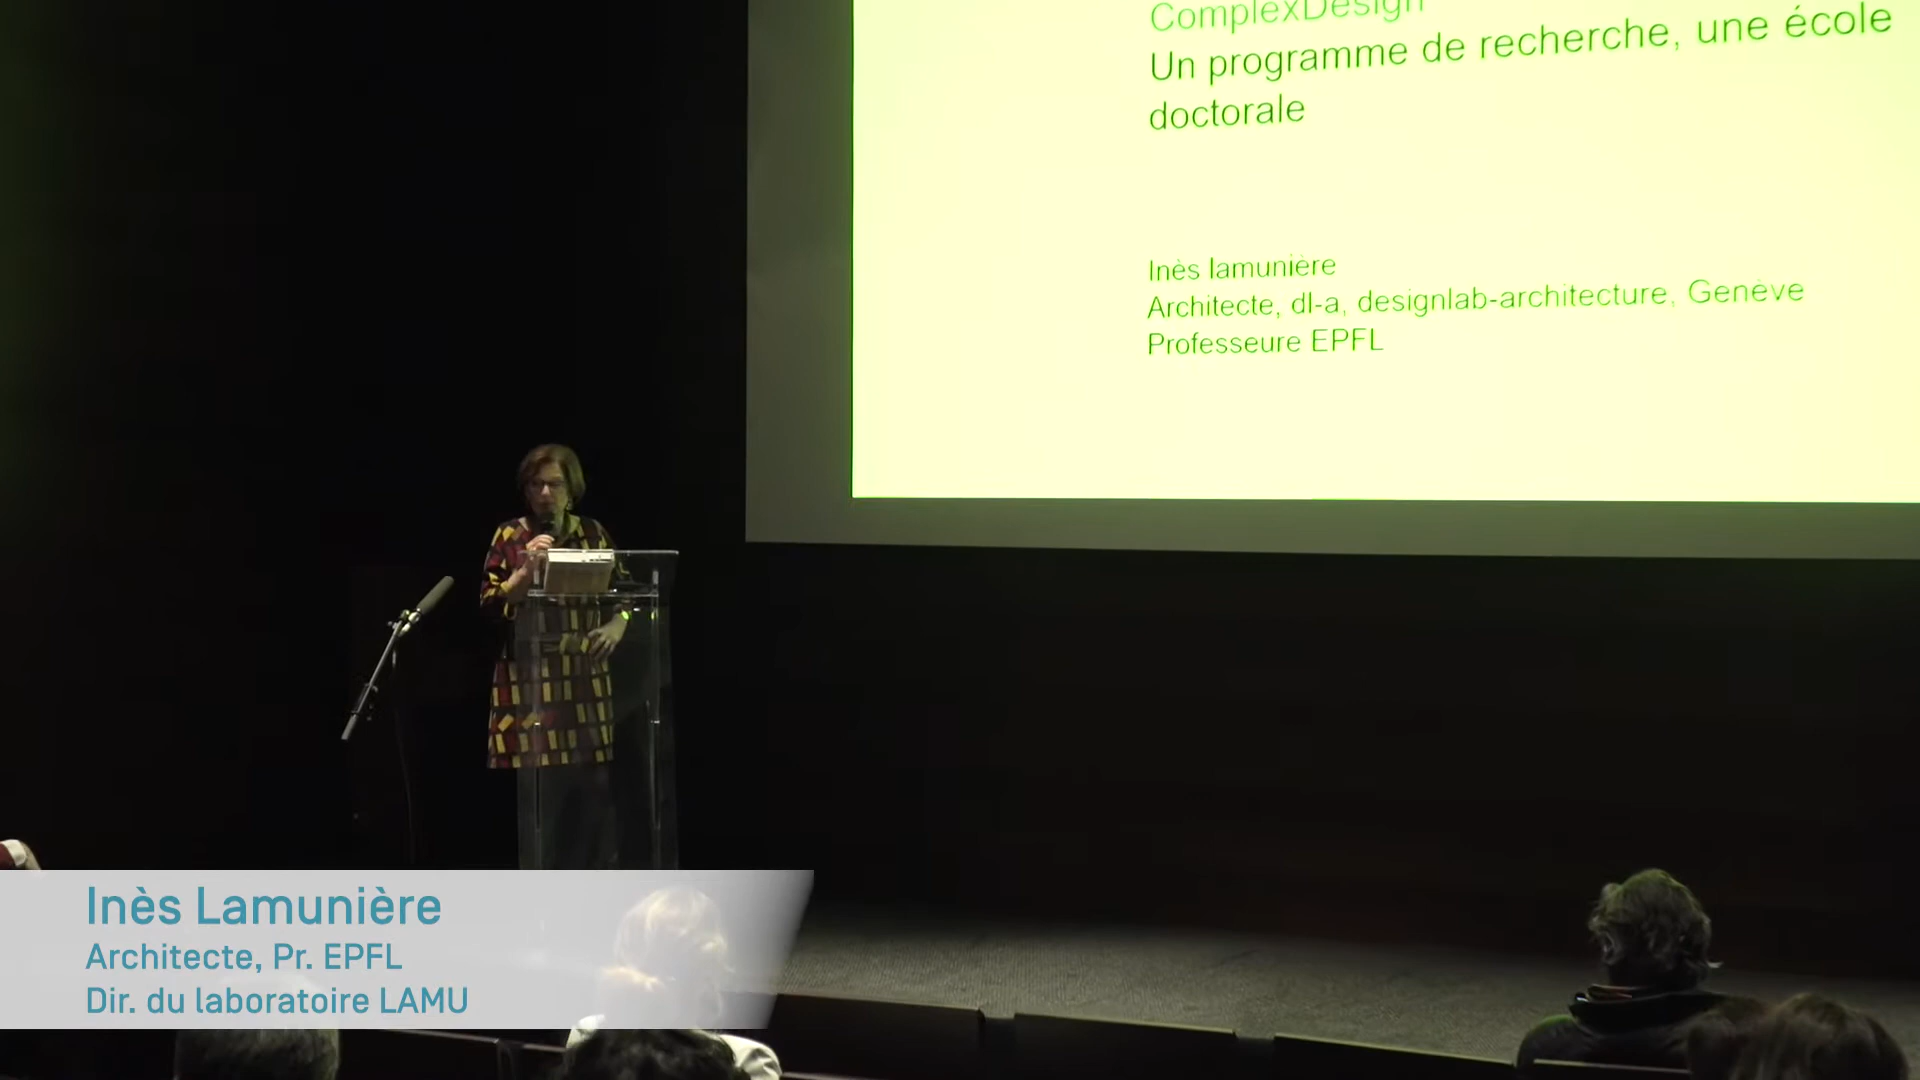 ComplexDesign
Un programme de recherche, une école
doctorale
Inès lamunière
Architecte, dl-a, designlab-architecture, Genève
Professeure EPFL
Inès Lamunière
Architecte, Pr. EPFL
Dir. du laboratoire LAMU